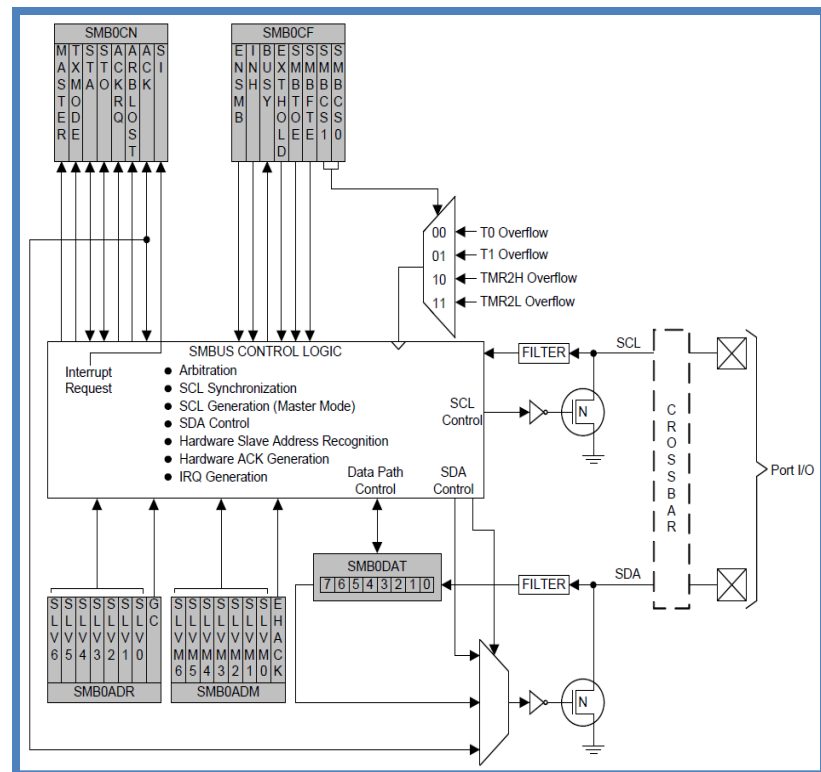 SMB0CN
MASTER
TXMODE
STA
STO
ACKRQ
ARBLOST
ACK
SI
SMB0CF
ENSMB
INH
BUSY
EXTHOLD
SMBTOE
SMBFTE
SMBCS1
SMBCS0
00 T0 Overflow
01 T1 Overflow
10 TMR2H Overflow
11 TMR2L Overflow
SMBUS CONTROL LOGIC
Interrupt
Request
● Arbitration
● SCL Synchronization
● SCL Generation (Master Mode)
● SDA Control
● Hardware Slave Address Recognition
● Hardware ACK Generation
● IRQ Generation
Data Path
Control
SCL
Control
SDA
Control
FILTER
SCL
N
CROSSBAR
Port I/O
SMB0DAT
7 6 5 4 3 2 1 0
FILTER
SDA
N
SLV6
SLV5
SLV4
SLV3
SLV2
SLV1
SLV0
GC
SMB0ADR
SLVM6
SLVM5
SLVM4
SLVM3
SLVM2
SLVM1
SLVM0
EHACK
SMB0ADM